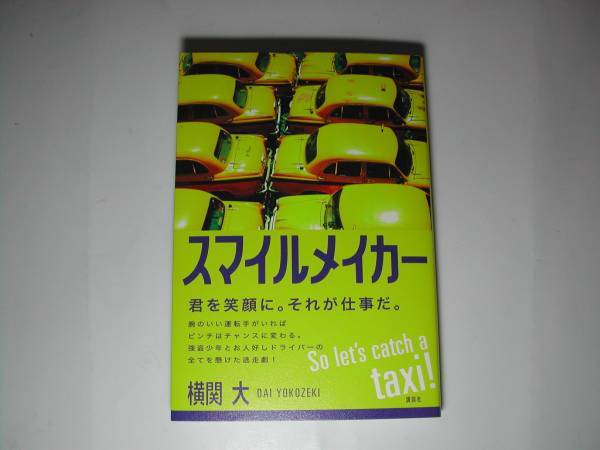 スマイルメイカー
君を笑顔に。それが仕事だ。
腕のいい運転手がいれば
ピンチはチャンスに変わる。
強盗少年とお人好しドライバーの
全てを懸けた逃走劇！
So let's catch a
taxi!
横関 大 DAI YOKOZEKI
講談社